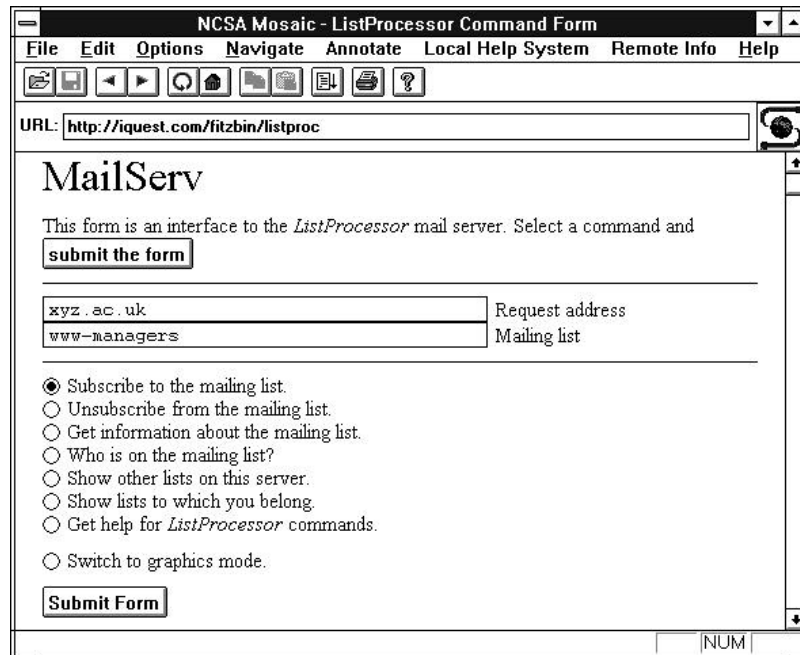 NCSA Mosaic - ListProcessor Command Form
File Edit Options Navigate Annotate Local Help System Remote Info Help
URL: http://iquest.com/fitzbin/listproc
MailServ
This form is an interface to the ListProcessor mail server. Select a command and
submit the form
xyz.ac.uk Request address
www-managers Mailing list
Subscribe to the mailing list.
Unsubscribe from the mailing list.
Get information about the mailing list.
Who is on the mailing list?
Show other lists on this server.
Show lists to which you belong.
Get help for ListProcessor commands.
Switch to graphics mode.
Submit Form
NUM